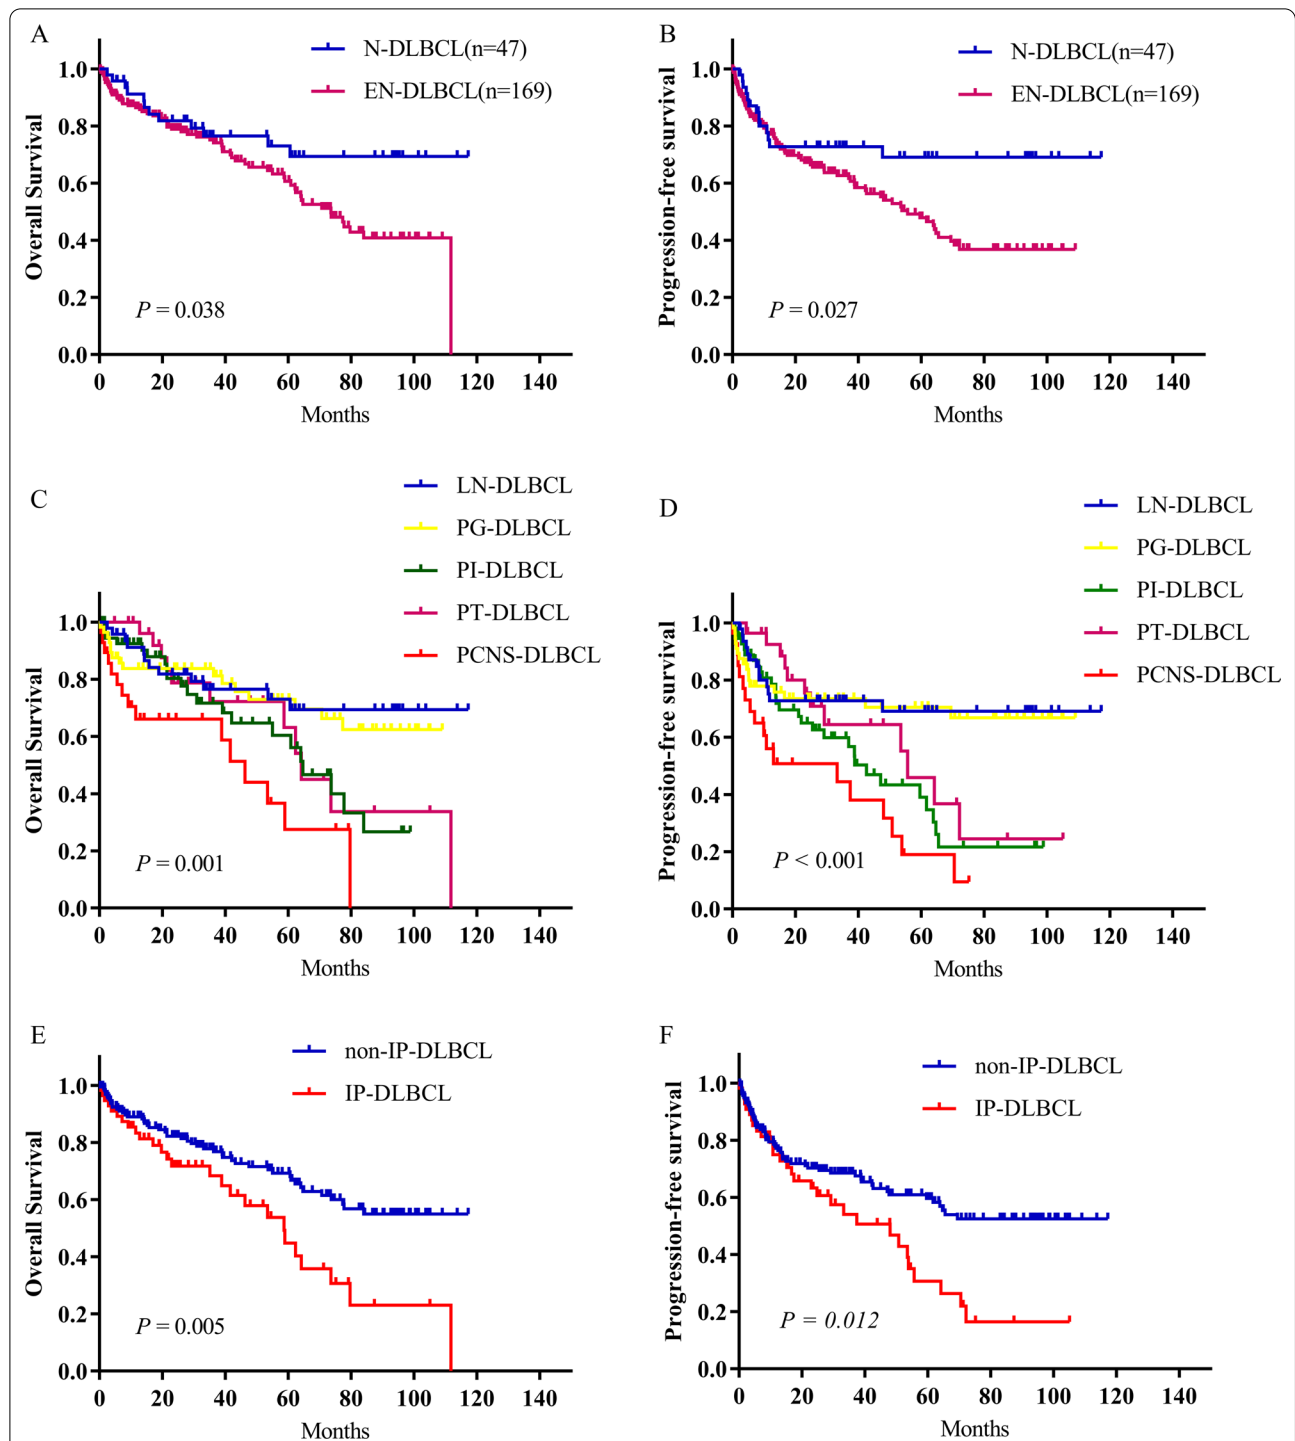 A
N-DLBCL(n=47)
EN-DLBCL(n=169)
Overall Survival
1.0
0.8
0.6
0.4
0.2
0.0
P = 0.038
0 20 40 60 80 100 120 140
Months
B
N-DLBCL(n=47)
EN-DLBCL(n=169)
Progression-free survival
1.0
0.8
0.6
0.4
0.2
0.0
P = 0.027
0 20 40 60 80 100 120 140
Months
C
LN-DLBCL
PG-DLBCL
PI-DLBCL
PT-DLBCL
PCNS-DLBCL
Overall Survival
1.0
0.8
0.6
0.4
0.2
0.0
P = 0.001
0 20 40 60 80 100 120 140
Months
D
LN-DLBCL
PG-DLBCL
PI-DLBCL
PT-DLBCL
PCNS-DLBCL
Progression-free survival
1.0
0.8
0.6
0.4
0.2
0.0
P < 0.001
0 20 40 60 80 100 120 140
Months
E
non-IP-DLBCL
IP-DLBCL
Overall Survival
1.0
0.8
0.6
0.4
0.2
0.0
P = 0.005
0 20 40 60 80 100 120 140
Months
F
non-IP-DLBCL
IP-DLBCL
Progression-free survival
1.0
0.8
0.6
0.4
0.2
0.0
P = 0.012
0 20 40 60 80 100 120 140
Months